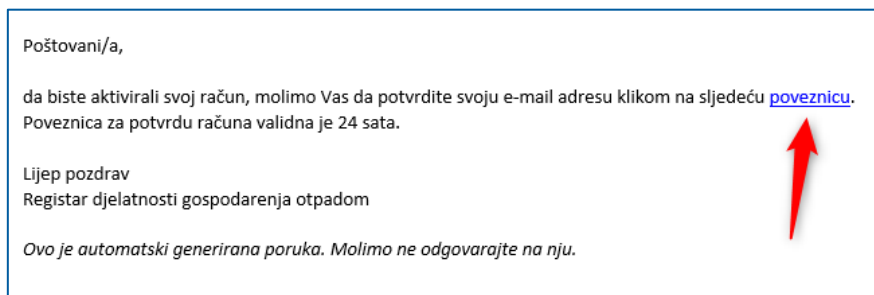 Poštovani/a,
da biste aktivirali svoj račun, molimo Vas da potvrdite svoju e-mail adresu klikom na sljedeću poveznicu.
Poveznica za potvrdu računa validna je 24 sata.
Lijep pozdrav
Registar djelatnosti gospodarenja otpadom
Ovo je automatski generirana poruka. Molimo ne odgovarajte na nju.